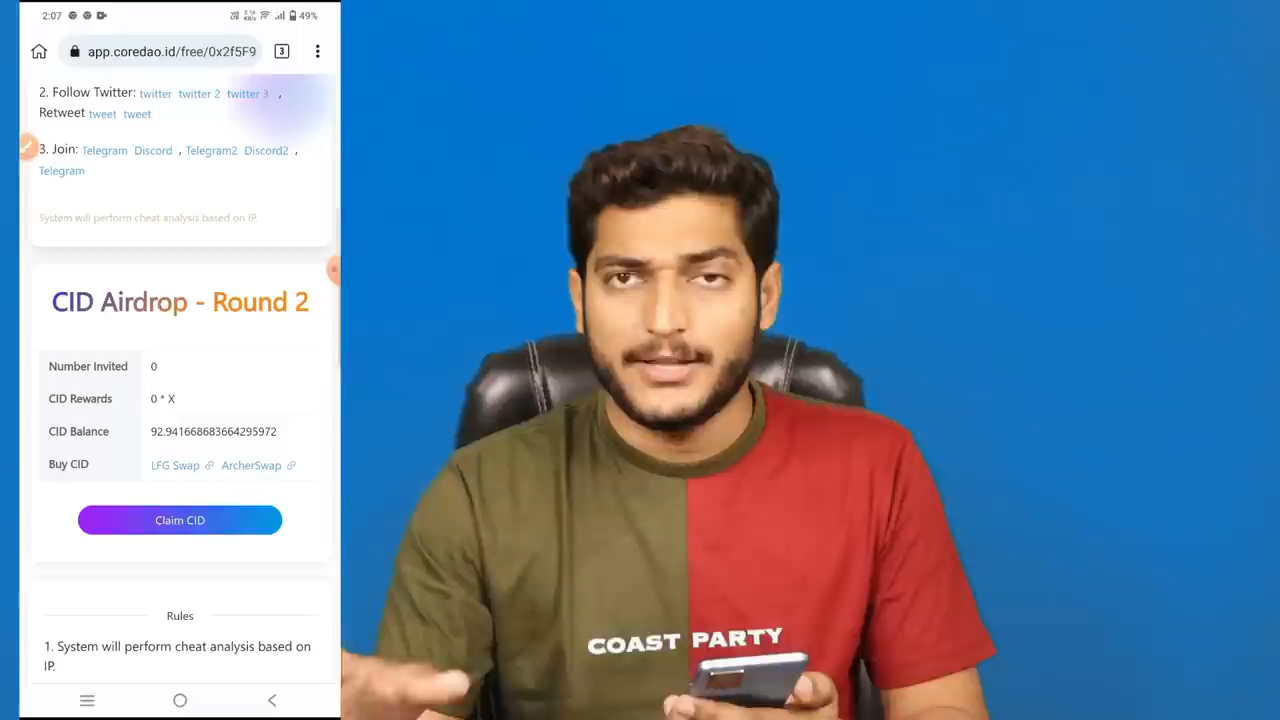 2:07
49%
app.coredao.id/free/0x2f5F9
3
2. Follow Twitter: twitter twitter 2 twitter 3 ,
Retweet tweet tweet
3. Join: Telegram Discord , Telegram2 Discord2 ,
Telegram
System will perform cheat analysis based on IP.
CID Airdrop - Round 2
Number Invited 0
CID Rewards 0 * X
CID Balance 92.941668683664295972
Buy CID LFG Swap ArcherSwap
Claim CID
Rules
1. System will perform cheat analysis based on
IP.
COAST PARTY